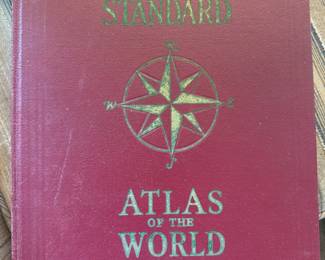 STANDARD
N
W
E
S
ATLAS
OF THE
WORLD